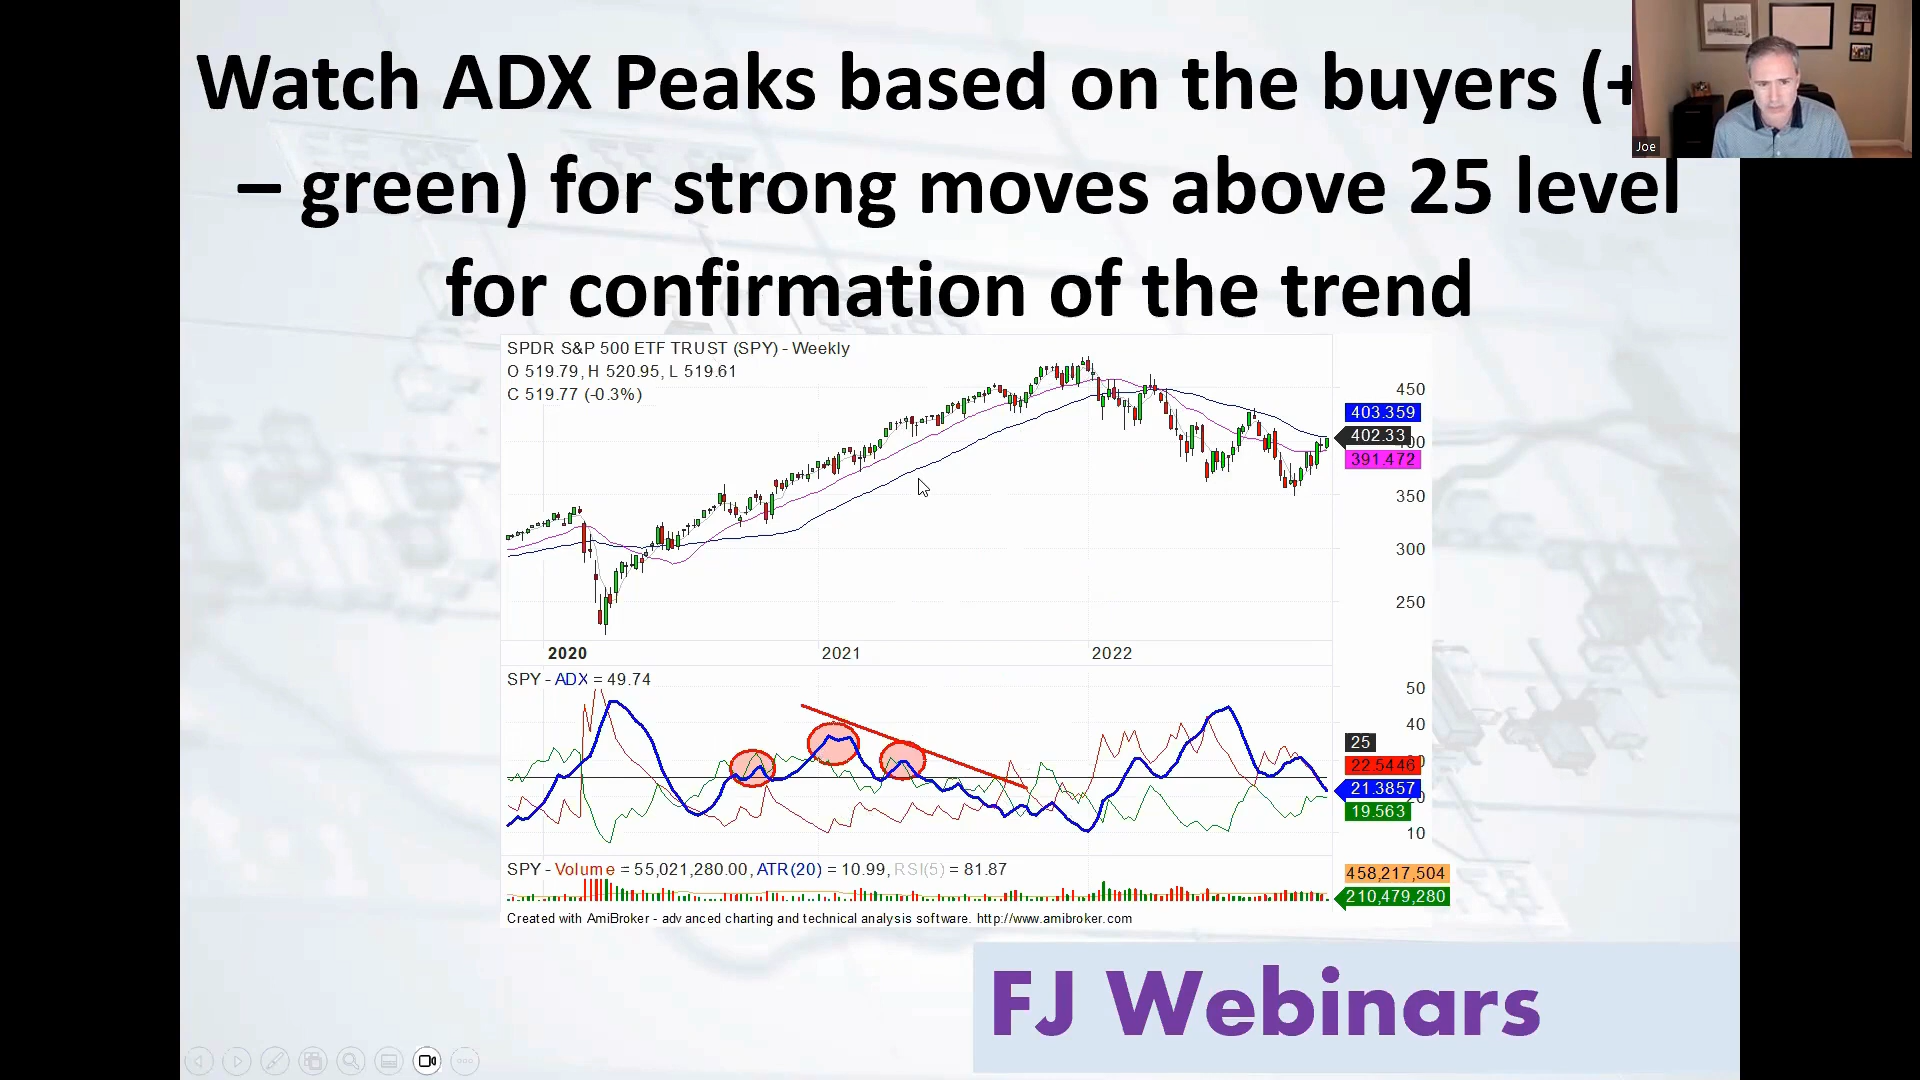 Watch ADX Peaks based on the buyers (+
– green) for strong moves above 25 level
for confirmation of the trend
Joe
SPDR S&P 500 ETF TRUST (SPY) - Weekly
O 519.79, H 520.95, L 519.61
C 519.77 (-0.3%)
450
403.359
402.33
391.472
350
300
250
2020 2021 2022
SPY - ADX = 49.74
50
40
25
22.5446
21.3857
19.563
10
SPY - Volume = 55,021,280.00, ATR(20) = 10.99, RSI(5) = 81.87
458,217,504
210,479,280
Created with AmiBroker - advanced charting and technical analysis software. http://www.amibroker.com
FJ Webinars